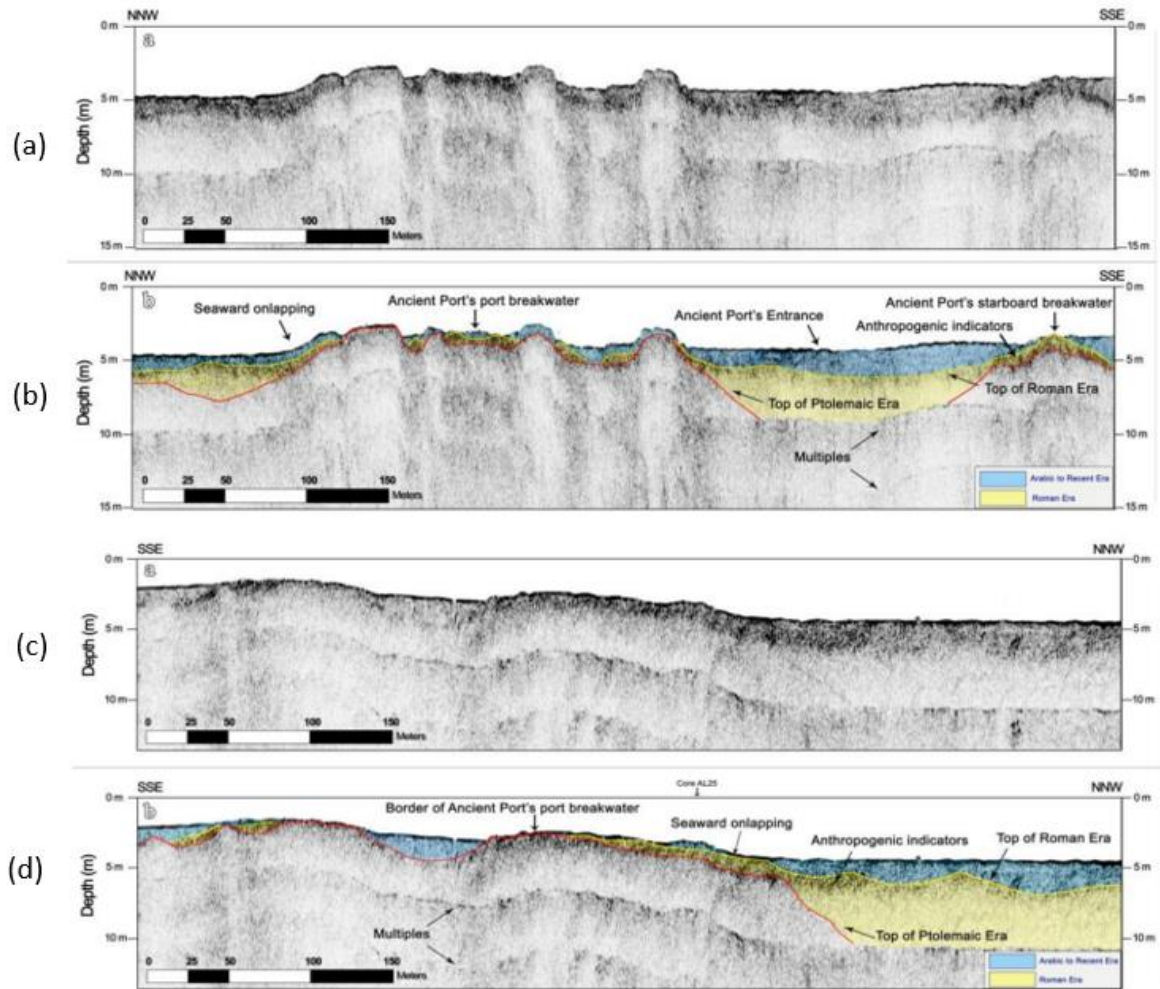 NNW SSE
0 m 0 m
a
(a)
Depth (m)
5 m 5 m
10 m 10 m
0 25 50 100 150
Meters
15 m 15 m
NNW SSE
0 m 0 m
b
Seaward onlapping
Ancient Port's port breakwater
Ancient Port's Entrance
Ancient Port's starboard breakwater
Anthropogenic indicators
(b)
Depth (m)
5 m 5 m
Top of Ptolemaic Era
Top of Roman Era
10 m 10 m
Multiples
Arabic to Recent Era
Roman Era
0 25 50 100 150
Meters
15 m 15 m
SSE NNW
0 m 0 m
a
(c)
Depth (m)
5 m 5 m
10 m 10 m
0 25 50 100 150
Meters
Core AL25
SSE NNW
0 m 0 m
b
Border of Ancient Port's port breakwater
Seaward onlapping
Anthropogenic indicators
Top of Roman Era
(d)
Depth (m)
5 m 5 m
Multiples
Top of Ptolemaic Era
10 m 10 m
0 25 50 100 150
Meters
Arabic to Recent Era
Roman Era